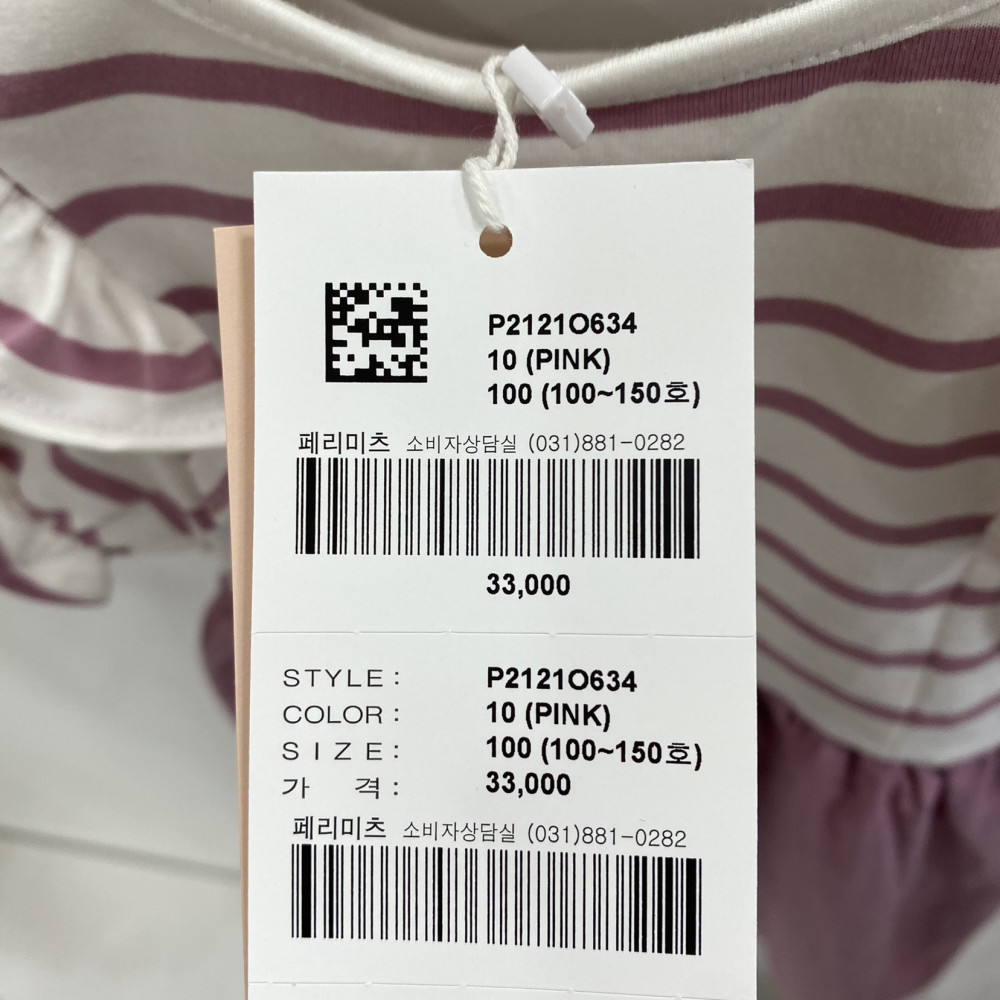 P2121O634
10 (PINK)
100 (100~150호)
페리미츠 소비자상담실 (031)881-0282
33,000
STYLE : P2121O634
COLOR : 10 (PINK)
SIZE : 100 (100~150호)
가 격 : 33,000
페리미츠 소비자상담실 (031)881-0282